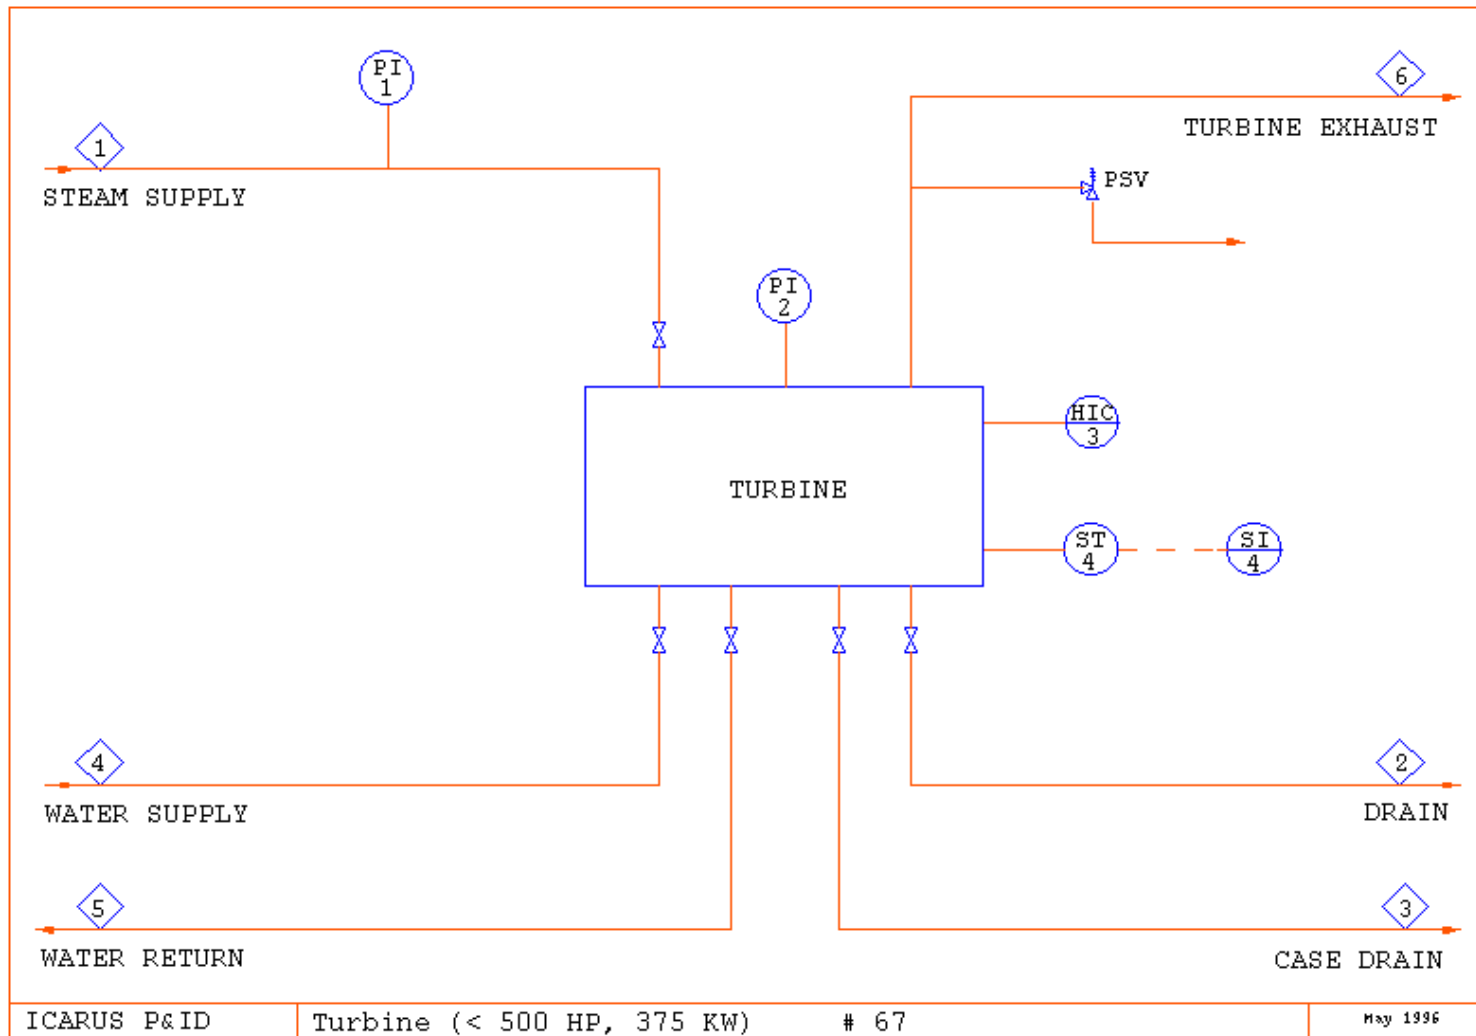 PI
1
6
TURBINE EXHAUST
1
STEAM SUPPLY
PSV
PI
2
HIC
3
TURBINE
ST
4
SI
4
4
WATER SUPPLY
2
DRAIN
5
WATER RETURN
3
CASE DRAIN
ICARUS P&ID
Turbine (< 500 HP, 375 KW) # 67
May 1996